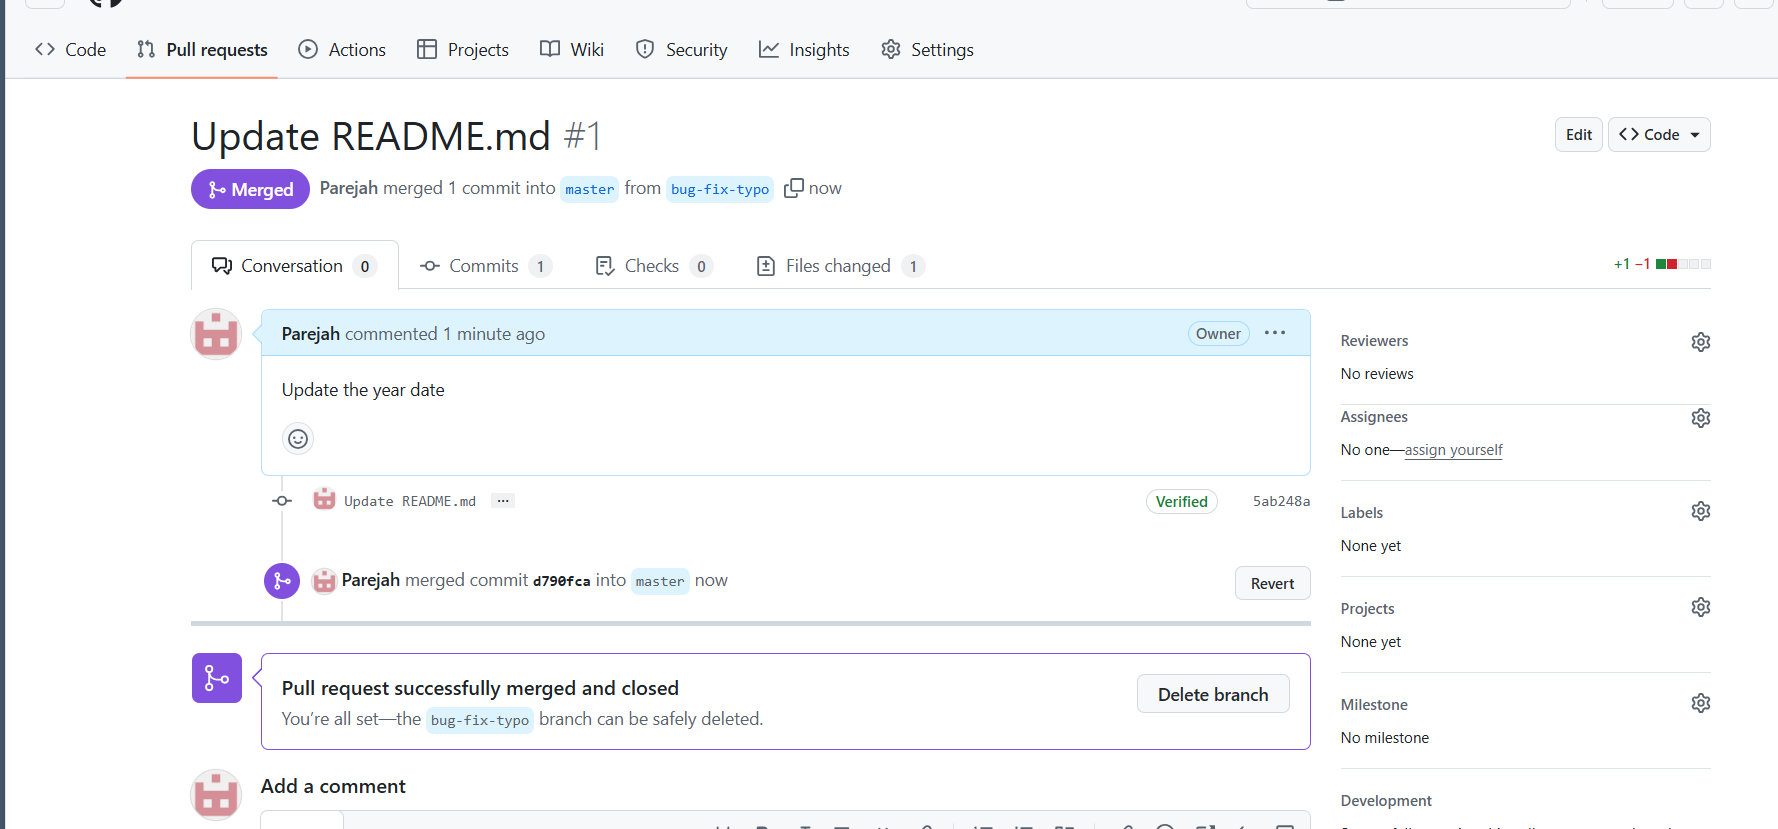 Code Pull requests Actions Projects Wiki Security Insights Settings
Update README.md #1
Edit Code
Merged Parejah merged 1 commit into master from bug-fix-typo now
Conversation 0 Commits 1 Checks 0 Files changed 1
+1 −1
Parejah commented 1 minute ago
Owner ...
Update the year date
Update README.md ...
Verified 5ab248a
Parejah merged commit d790fca into master now
Revert
Pull request successfully merged and closed
You're all set—the bug-fix-typo branch can be safely deleted.
Delete branch
Add a comment
Reviewers
No reviews
Assignees
No one—assign yourself
Labels
None yet
Projects
None yet
Milestone
No milestone
Development